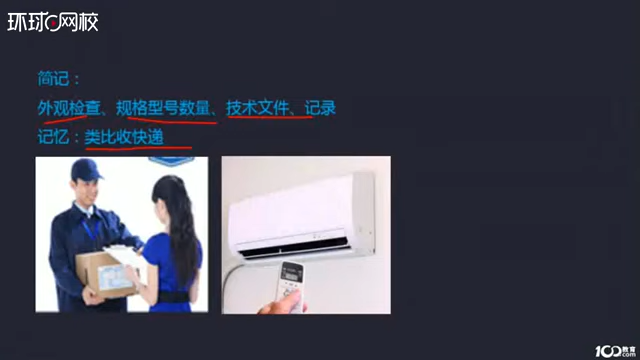 环球网校
简记：
外观检查、规格型号数量、技术文件、记录
记忆：类比收快递
100教育
.com